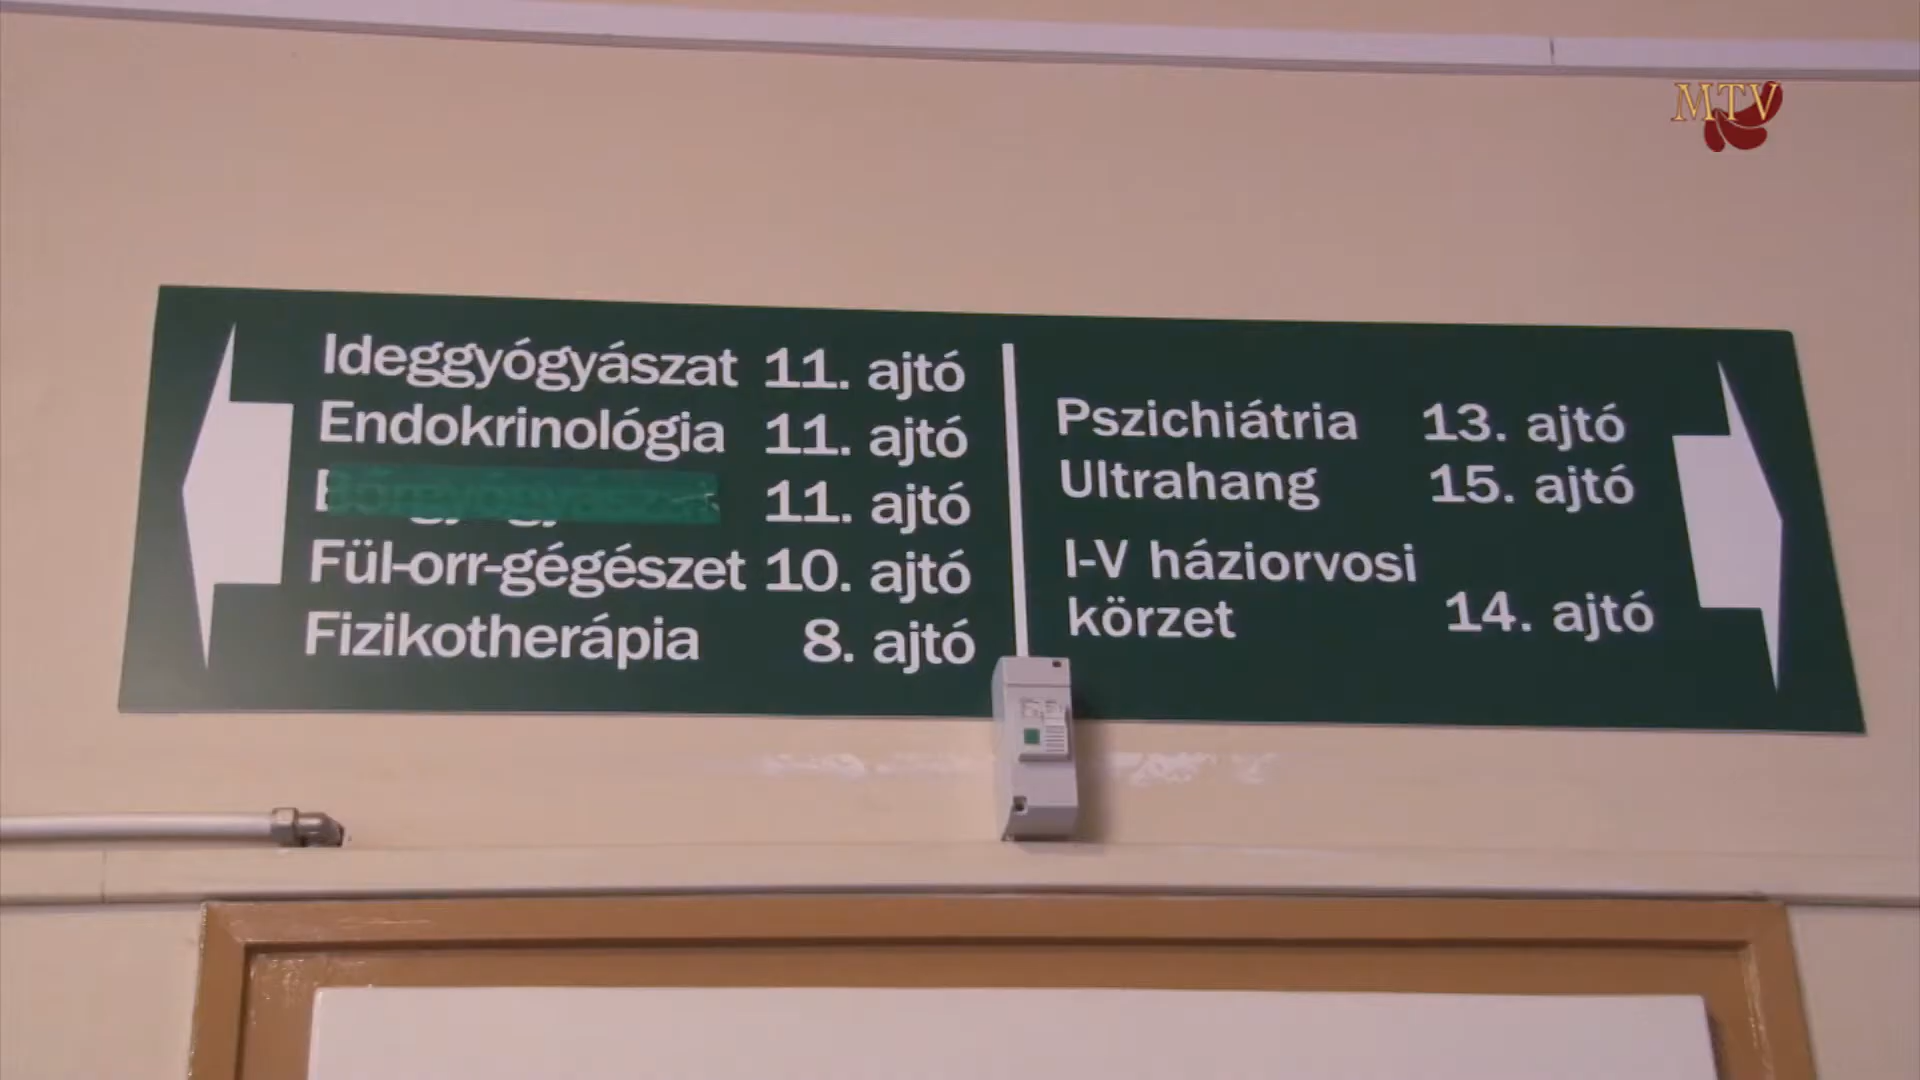 MTV
Ideggyógyászat 11. ajtó
Endokrinológia 11. ajtó
Bőrgyógyászat 11. ajtó
Fül-orr-gégészet 10. ajtó
Fizikotherápia 8. ajtó
Pszichiátria 13. ajtó
Ultrahang 15. ajtó
I-V háziorvosi
körzet 14. ajtó